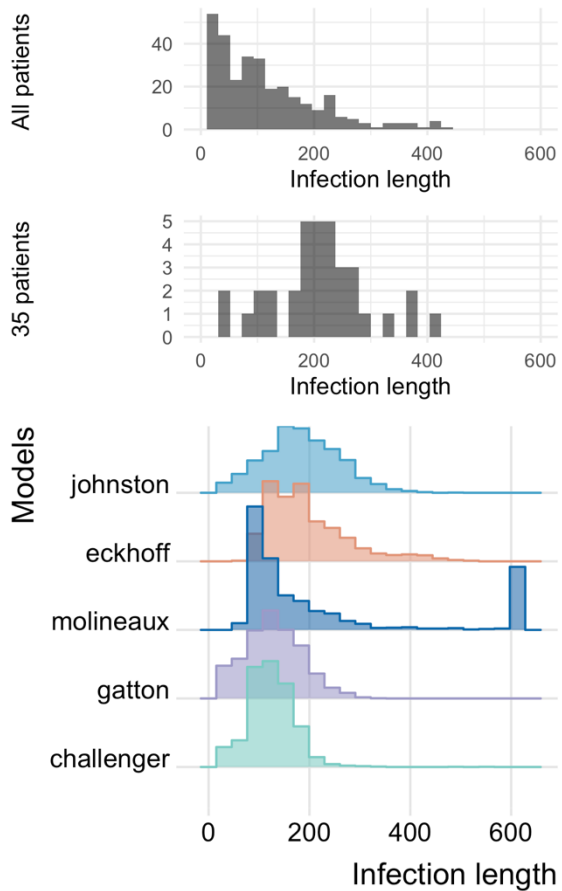 All patients
40
20
0
0 200 400 600
Infection length
35 patients
5
4
3
2
1
0
0 200 400 600
Infection length
Models
johnston
eckhoff
molineaux
gatton
challenger
0 200 400 600
Infection length